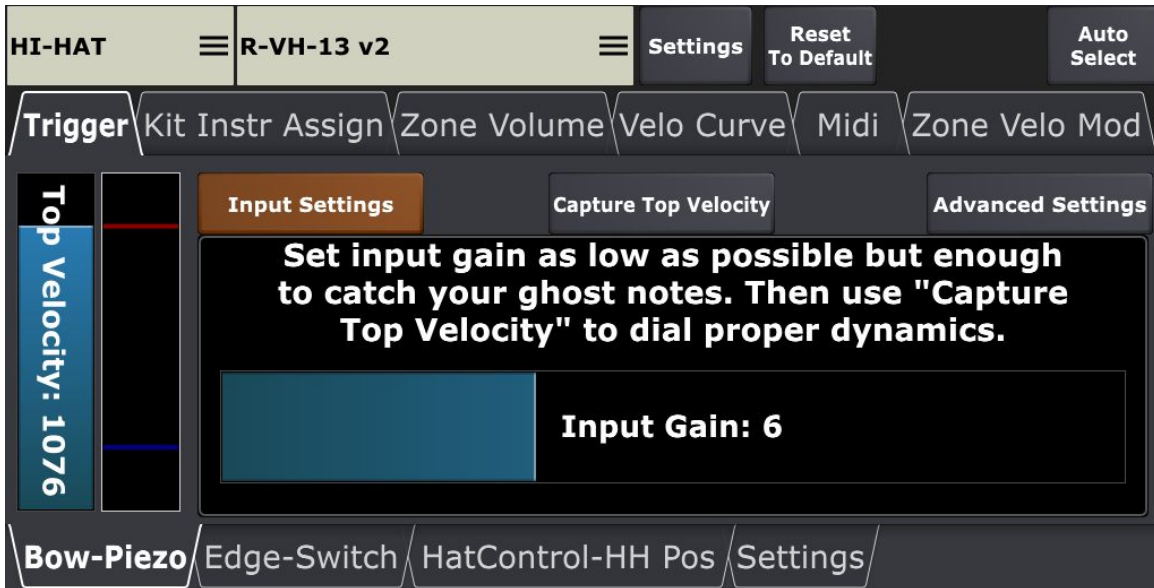 HI-HAT
R-VH-13 v2
Settings
Reset
To Default
Auto
Select
Trigger
Kit Instr Assign
Zone Volume
Velo Curve
Midi
Zone Velo Mod
Top Velocity: 1076
Input Settings
Capture Top Velocity
Advanced Settings
Set input gain as low as possible but enough
to catch your ghost notes. Then use "Capture
Top Velocity" to dial proper dynamics.
Input Gain: 6
Bow-Piezo
Edge-Switch
HatControl-HH Pos
Settings